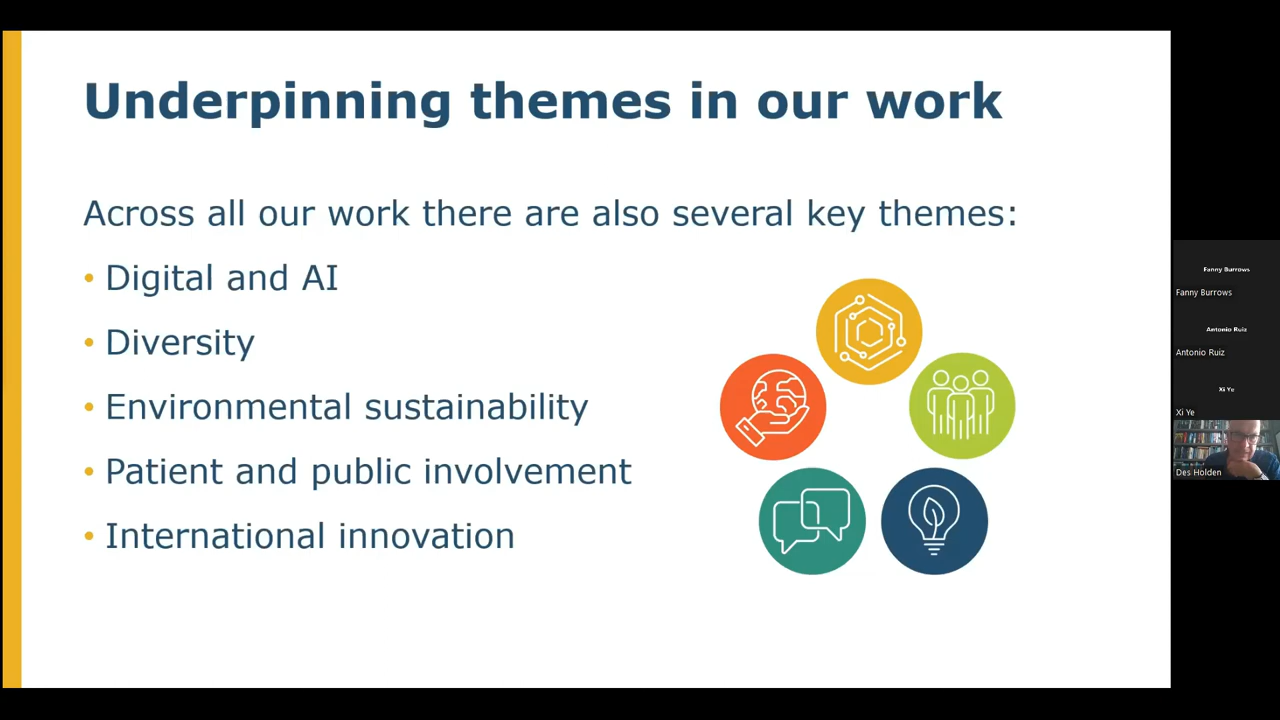 Underpinning themes in our work
Across all our work there are also several key themes:
• Digital and AI
• Diversity
• Environmental sustainability
• Patient and public involvement
• International innovation
Fanny Burrows
Fanny Burrows
Antonio Ruiz
Antonio Ruiz
Xi Ye
Xi Ye
Des Holden